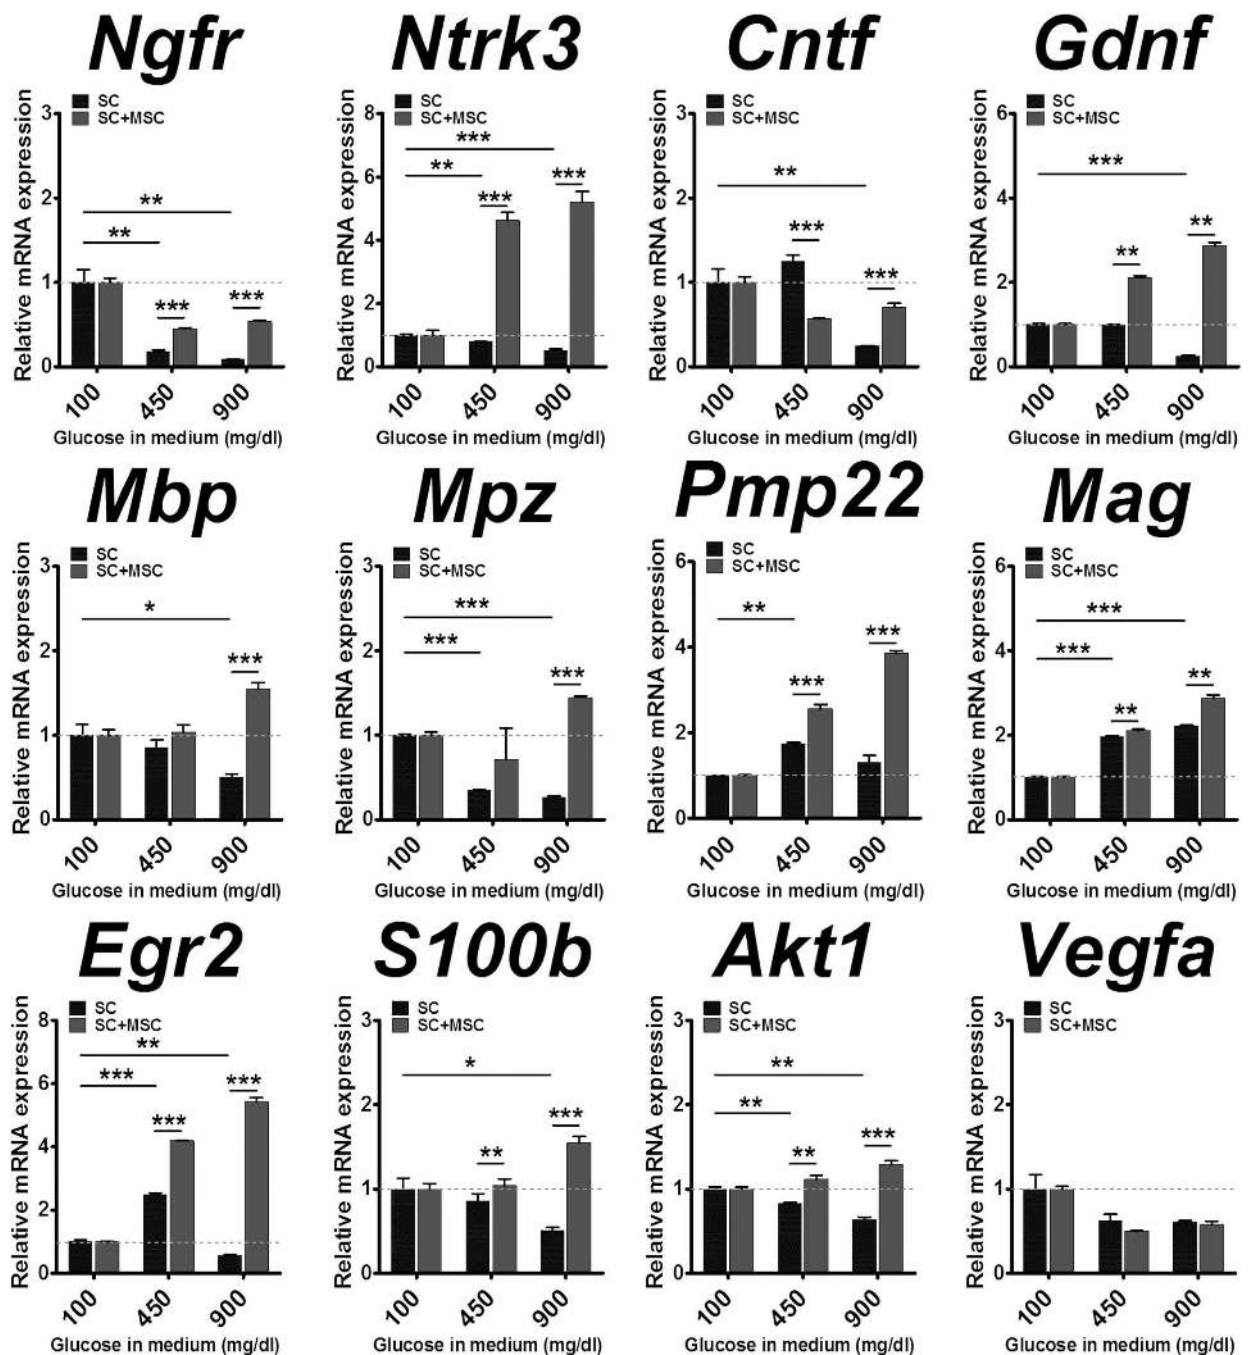 Ngfr Ntrk3 Cntf Gdnf
Relative mRNA expression
3
2
1
0
SC
SC+MSC
**
**
***
***
100 450 900
Glucose in medium (mg/dl)
Relative mRNA expression
8
6
4
2
0
SC
SC+MSC
***
**
***
***
100 450 900
Glucose in medium (mg/dl)
Relative mRNA expression
3
2
1
0
SC
SC+MSC
**
***
***
100 450 900
Glucose in medium (mg/dl)
Relative mRNA expression
6
4
2
0
SC
SC+MSC
***
**
**
100 450 900
Glucose in medium (mg/dl)
Mbp Mpz Pmp22 Mag
Relative mRNA expression
3
2
1
0
SC
SC+MSC
*
***
100 450 900
Glucose in medium (mg/dl)
Relative mRNA expression
3
2
1
0
SC
SC+MSC
***
***
***
100 450 900
Glucose in medium (mg/dl)
Relative mRNA expression
6
4
2
0
SC
SC+MSC
**
***
***
100 450 900
Glucose in medium (mg/dl)
Relative mRNA expression
6
4
2
0
SC
SC+MSC
***
***
**
**
100 450 900
Glucose in medium (mg/dl)
Egr2 S100b Akt1 Vegfa
Relative mRNA expression
8
6
4
2
0
SC
SC+MSC
**
***
***
***
100 450 900
Glucose in medium (mg/dl)
Relative mRNA expression
3
2
1
0
SC
SC+MSC
*
***
**
100 450 900
Glucose in medium (mg/dl)
Relative mRNA expression
3
2
1
0
SC
SC+MSC
**
**
***
**
100 450 900
Glucose in medium (mg/dl)
Relative mRNA expression
3
2
1
0
SC
SC+MSC
100 450 900
Glucose in medium (mg/dl)